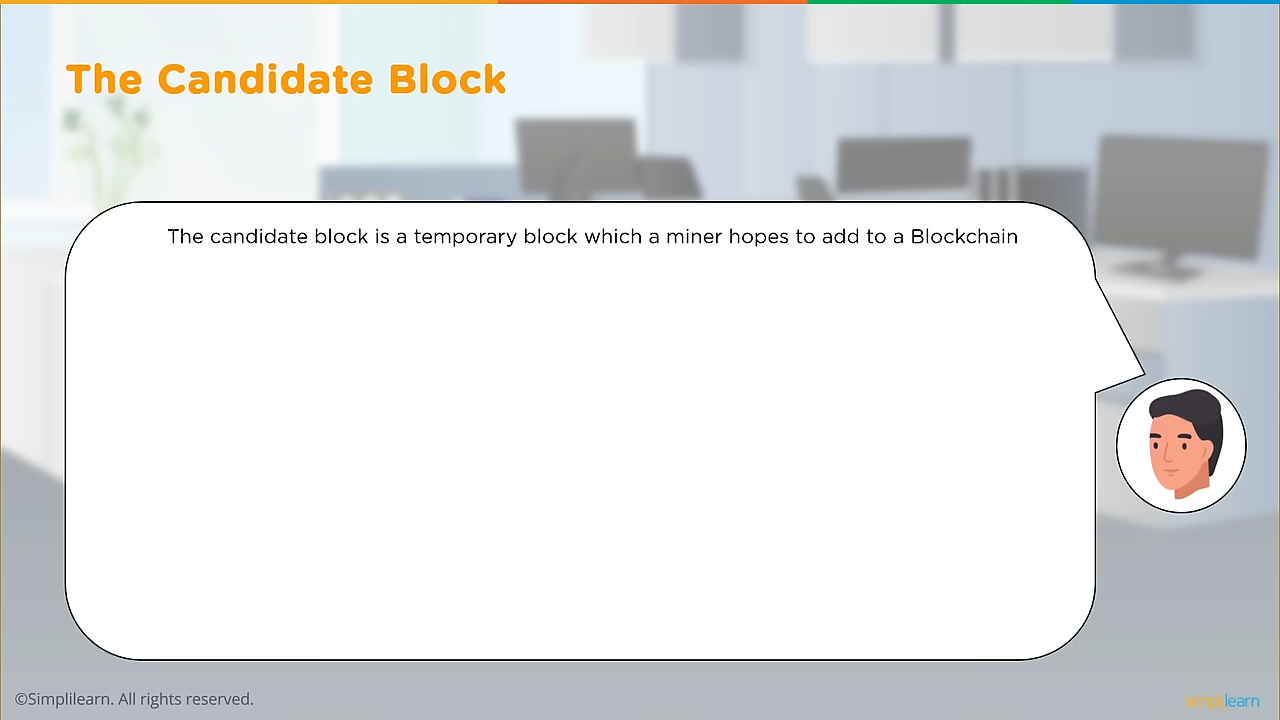 The Candidate Block
The candidate block is a temporary block which a miner hopes to add to a Blockchain
©Simplilearn. All rights reserved.
simplilearn